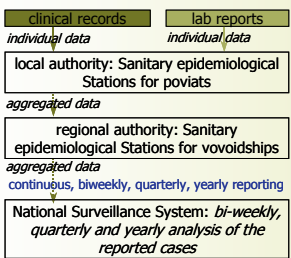 clinical records lab reports
individual data individual data
local authority: Sanitary epidemiological
Stations for poviats
aggregated data
regional authority: Sanitary
epidemiological Stations for vovoidships
aggregated data
continuous, biweekly, quarterly, yearly reporting
National Surveillance System: bi-weekly,
quarterly and yearly analysis of the
reported cases